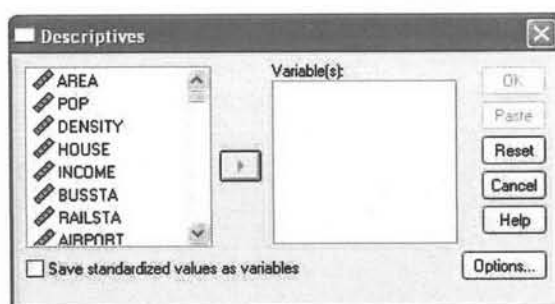 Descriptives
AREA
POP
DENSITY
HOUSE
INCOME
BUSSTA
RAILSTA
AIRPORT
Variable(s):
OK
Paste
Reset
Cancel
Help
Save standardized values as variables
Options...